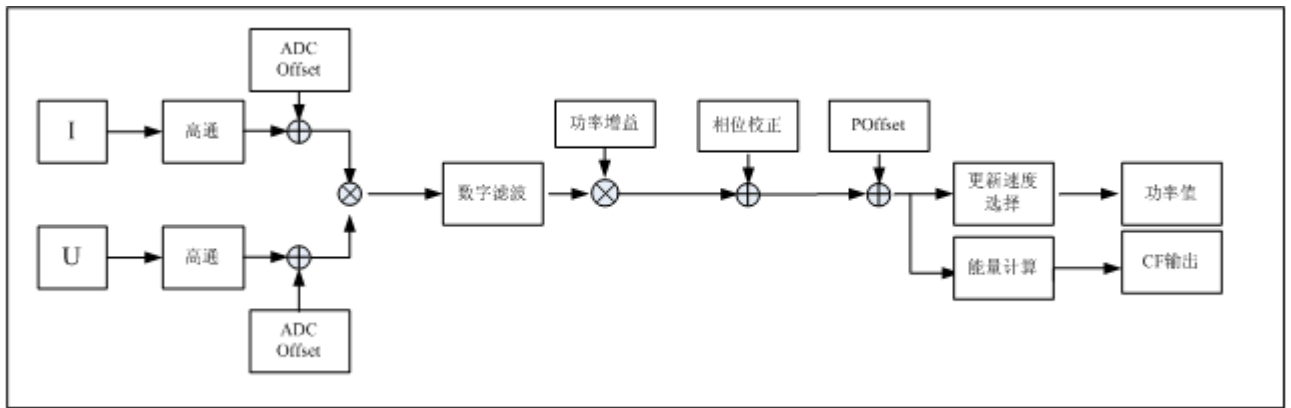 ADC
Offset
I
高通
功率增益
相位校正
POffset
数字滤波
更新速度
选择
功率值
U
高通
能量计算
CF输出
ADC
Offset